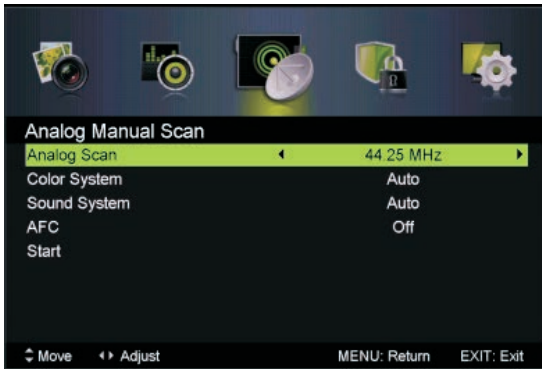 Analog Manual Scan
Analog Scan 44.25 MHz
Color System Auto
Sound System Auto
AFC Off
Start
Move Adjust MENU: Return EXIT: Exit